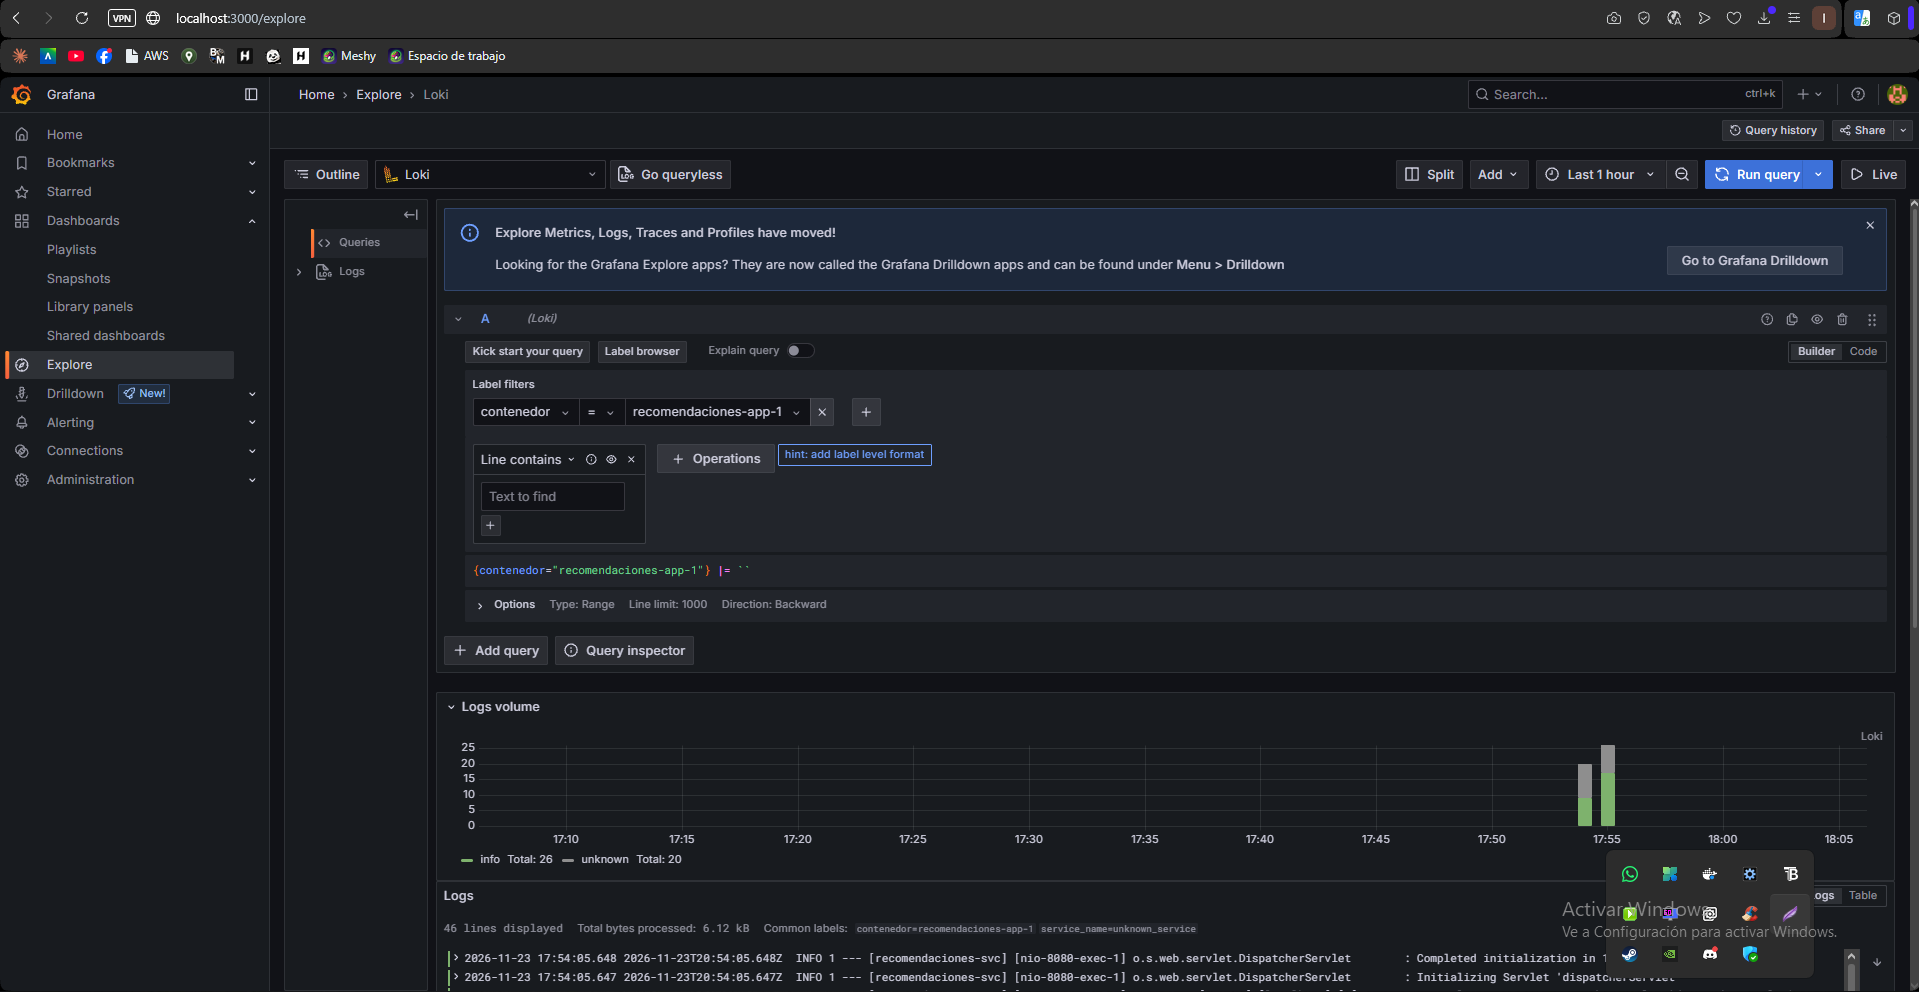 VPN localhost:3000/explore
AWS Meshy Espacio de trabajo
Grafana
Home › Explore › Loki
Search... ctrl+k
Home
Bookmarks
Starred
Dashboards
Playlists
Snapshots
Library panels
Shared dashboards
Explore
Drilldown New!
Alerting
Connections
Administration
Query history Share
Outline Loki Go queryless Split Add Last 1 hour Run query Live
Queries
Logs
Explore Metrics, Logs, Traces and Profiles have moved!
Looking for the Grafana Explore apps? They are now called the Grafana Drilldown apps and can be found under Menu > Drilldown
Go to Grafana Drilldown
A (Loki)
Kick start your query Label browser Explain query Builder Code
Label filters
contenedor = recomendaciones-app-1
Line contains Operations hint: add label level format
Text to find
{contenedor="recomendaciones-app-1"} |= ``
Options Type: Range Line limit: 1000 Direction: Backward
Add query Query inspector
Logs volume
Loki
25
20
15
10
5
0
17:10 17:15 17:20 17:25 17:30 17:35 17:40 17:45 17:50 17:55 18:00 18:05
info Total: 26 unknown Total: 20
Logs
ogs Table
46 lines displayed Total bytes processed: 6.12 kB Common labels: contenedor=recomendaciones-app-1 service_name=unknown_service
Activar Windows
Ve a Configuración para activar Windows.
2026-11-23 17:54:05.648 2026-11-23T20:54:05.648Z INFO 1 --- [recomendaciones-svc] [nio-8080-exec-1] o.s.web.servlet.DispatcherServlet : Completed initialization in 1
2026-11-23 17:54:05.647 2026-11-23T20:54:05.647Z INFO 1 --- [recomendaciones-svc] [nio-8080-exec-1] o.s.web.servlet.DispatcherServlet : Initializing Servlet 'dispatcherServlet'